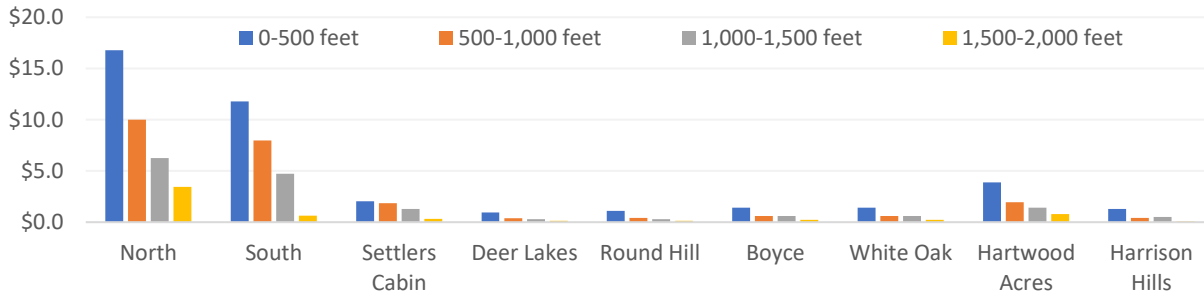 $20.0
0-500 feet 500-1,000 feet 1,000-1,500 feet 1,500-2,000 feet
$15.0
$10.0
$5.0
$0.0
North South Settlers Cabin Deer Lakes Round Hill Boyce White Oak Hartwood Acres Harrison Hills